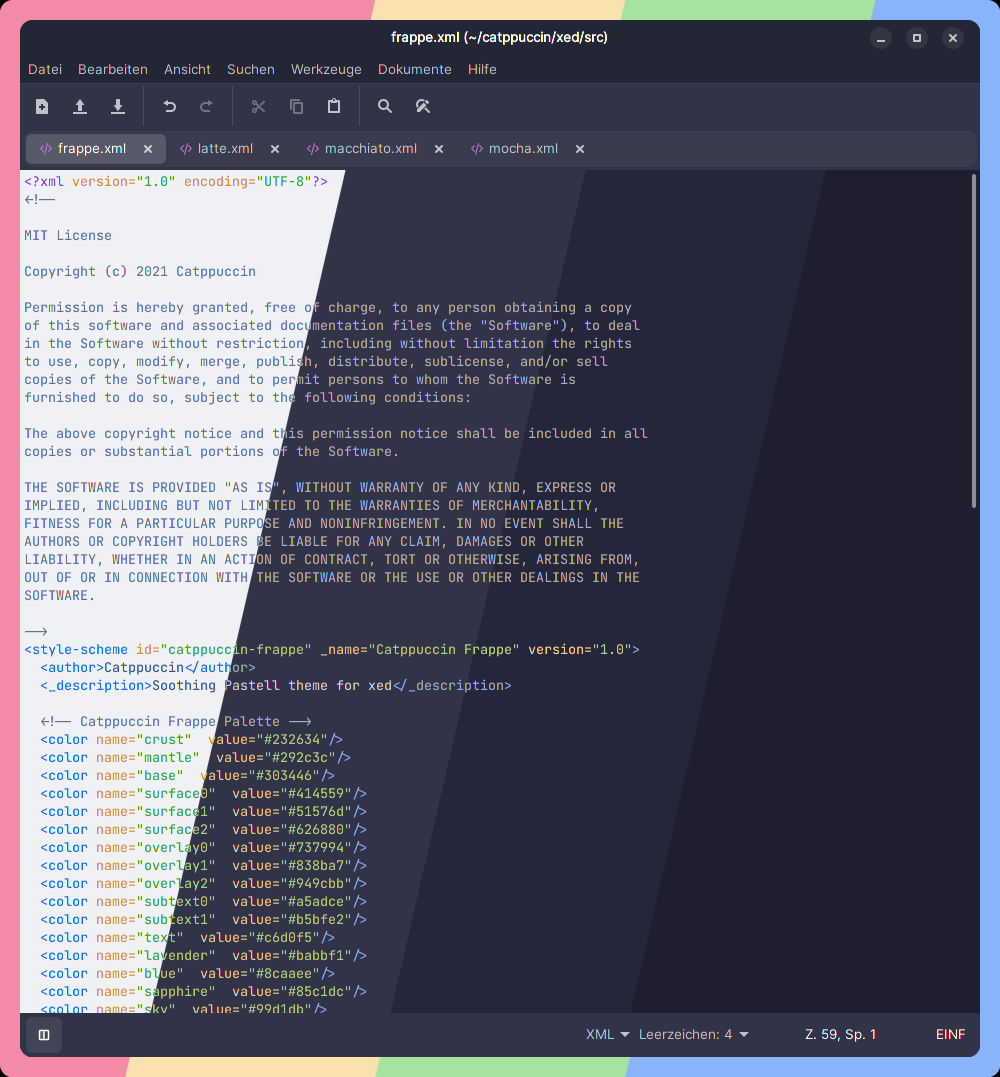 frappe.xml (~/catppuccin/xed/src)
Datei Bearbeiten Ansicht Suchen Werkzeuge Dokumente Hilfe
frappe.xml latte.xml macchiato.xml mocha.xml
<?xml version="1.0" encoding="UTF-8"?>
<!--
MIT License
Copyright (c) 2021 Catppuccin
Permission is hereby granted, free of charge, to any person obtaining a copy
of this software and associated documentation files (the "Software"), to deal
in the Software without restriction, including without limitation the rights
to use, copy, modify, merge, publish, distribute, sublicense, and/or sell
copies of the Software, and to permit persons to whom the Software is
furnished to do so, subject to the following conditions:
The above copyright notice and this permission notice shall be included in all
copies or substantial portions of the Software.
THE SOFTWARE IS PROVIDED "AS IS", WITHOUT WARRANTY OF ANY KIND, EXPRESS OR
IMPLIED, INCLUDING BUT NOT LIMITED TO THE WARRANTIES OF MERCHANTABILITY,
FITNESS FOR A PARTICULAR PURPOSE AND NONINFRINGEMENT. IN NO EVENT SHALL THE
AUTHORS OR COPYRIGHT HOLDERS BE LIABLE FOR ANY CLAIM, DAMAGES OR OTHER
LIABILITY, WHETHER IN AN ACTION OF CONTRACT, TORT OR OTHERWISE, ARISING FROM,
OUT OF OR IN CONNECTION WITH THE SOFTWARE OR THE USE OR OTHER DEALINGS IN THE
SOFTWARE.
-->
<style-scheme id="catppuccin-frappe" _name="Catppuccin Frappe" version="1.0">
<author>Catppuccin</author>
<_description>Soothing Pastell theme for xed</_description>
<!-- Catppuccin Frappe Palette -->
<color name="crust" value="#232634"/>
<color name="mantle" value="#292c3c"/>
<color name="base" value="#303446"/>
<color name="surface0" value="#414559"/>
<color name="surface1" value="#51576d"/>
<color name="surface2" value="#626880"/>
<color name="overlay0" value="#737994"/>
<color name="overlay1" value="#838ba7"/>
<color name="overlay2" value="#949cbb"/>
<color name="subtext0" value="#a5adce"/>
<color name="subtext1" value="#b5bfe2"/>
<color name="text" value="#c6d0f5"/>
<color name="lavender" value="#babbf1"/>
<color name="blue" value="#8caaee"/>
<color name="sapphire" value="#85c1dc"/>
<color name="sky" value="#99d1db"/>
XML Leerzeichen: 4 Z. 59, Sp. 1 EINF